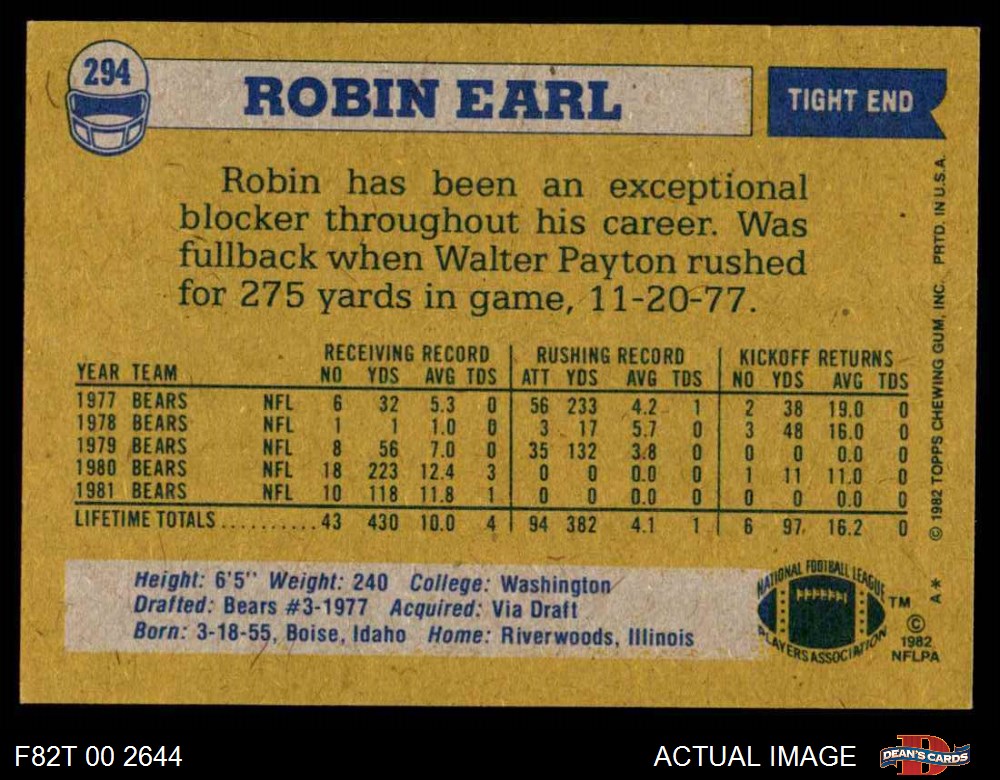 294
ROBIN EARL
TIGHT END
Robin has been an exceptional
blocker throughout his career. Was
fullback when Walter Payton rushed
for 275 yards in game, 11-20-77.
RECEIVING RECORD RUSHING RECORD KICKOFF RETURNS
YEAR TEAM NO YDS AVG TDS ATT YDS AVG TDS NO YDS AVG TDS
1977 BEARS NFL 6 32 5.3 0 56 233 4.2 1 2 38 19.0 0
1978 BEARS NFL 1 1 1.0 0 3 17 5.7 0 3 48 16.0 0
1979 BEARS NFL 8 56 7.0 0 35 132 3.8 0 0 0 0.0 0
1980 BEARS NFL 18 223 12.4 3 0 0 0.0 0 1 11 11.0 0
1981 BEARS NFL 10 118 11.8 1 0 0 0.0 0 0 0 0.0 0
LIFETIME TOTALS.......... 43 430 10.0 4 94 382 4.1 1 6 97 16.2 0
Height: 6'5" Weight: 240 College: Washington
Drafted: Bears #3-1977 Acquired: Via Draft
Born: 3-18-55, Boise, Idaho Home: Riverwoods, Illinois
NATIONAL FOOTBALL LEAGUE
PLAYERS ASSOCIATION
TM
©
1982
NFLPA
© 1982 TOPPS CHEWING GUM, INC. PRTD. IN U.S.A.
A *
F82T 00 2644
ACTUAL IMAGE
DEAN'S CARDS